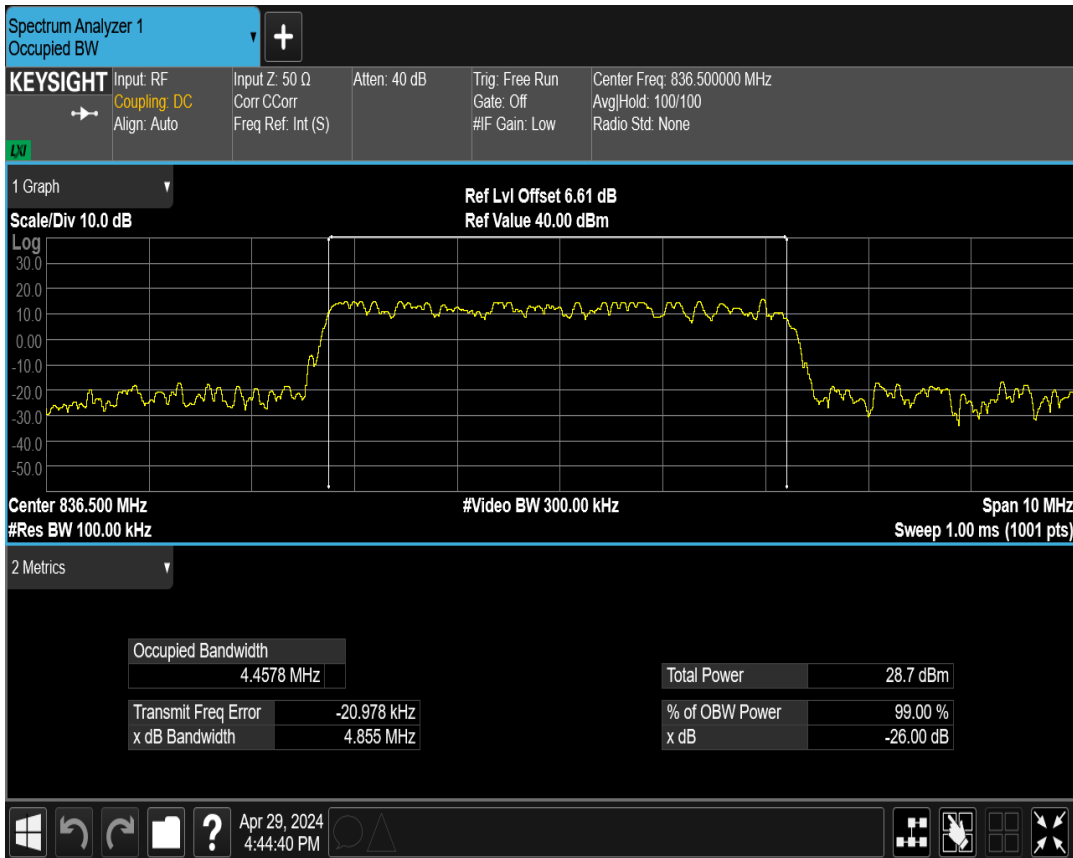 Spectrum Analyzer 1
Occupied BW
+
KEYSIGHT
LXI
Input: RF
Coupling: DC
Align: Auto
Input Z: 50 Ω
Corr CCorr
Freq Ref: Int (S)
Atten: 40 dB
Trig: Free Run
Gate: Off
#IF Gain: Low
Center Freq: 836.500000 MHz
Avg|Hold: 100/100
Radio Std: None
1 Graph
Scale/Div 10.0 dB
Ref Lvl Offset 6.61 dB
Ref Value 40.00 dBm
Log
30.0
20.0
10.0
0.00
-10.0
-20.0
-30.0
-40.0
-50.0
Center 836.500 MHz
#Video BW 300.00 kHz
Span 10 MHz
#Res BW 100.00 kHz
Sweep 1.00 ms (1001 pts)
2 Metrics
Occupied Bandwidth
4.4578 MHz
Transmit Freq Error -20.978 kHz
x dB Bandwidth 4.855 MHz
Total Power 28.7 dBm
% of OBW Power 99.00 %
x dB -26.00 dB
?
Apr 29, 2024
4:44:40 PM